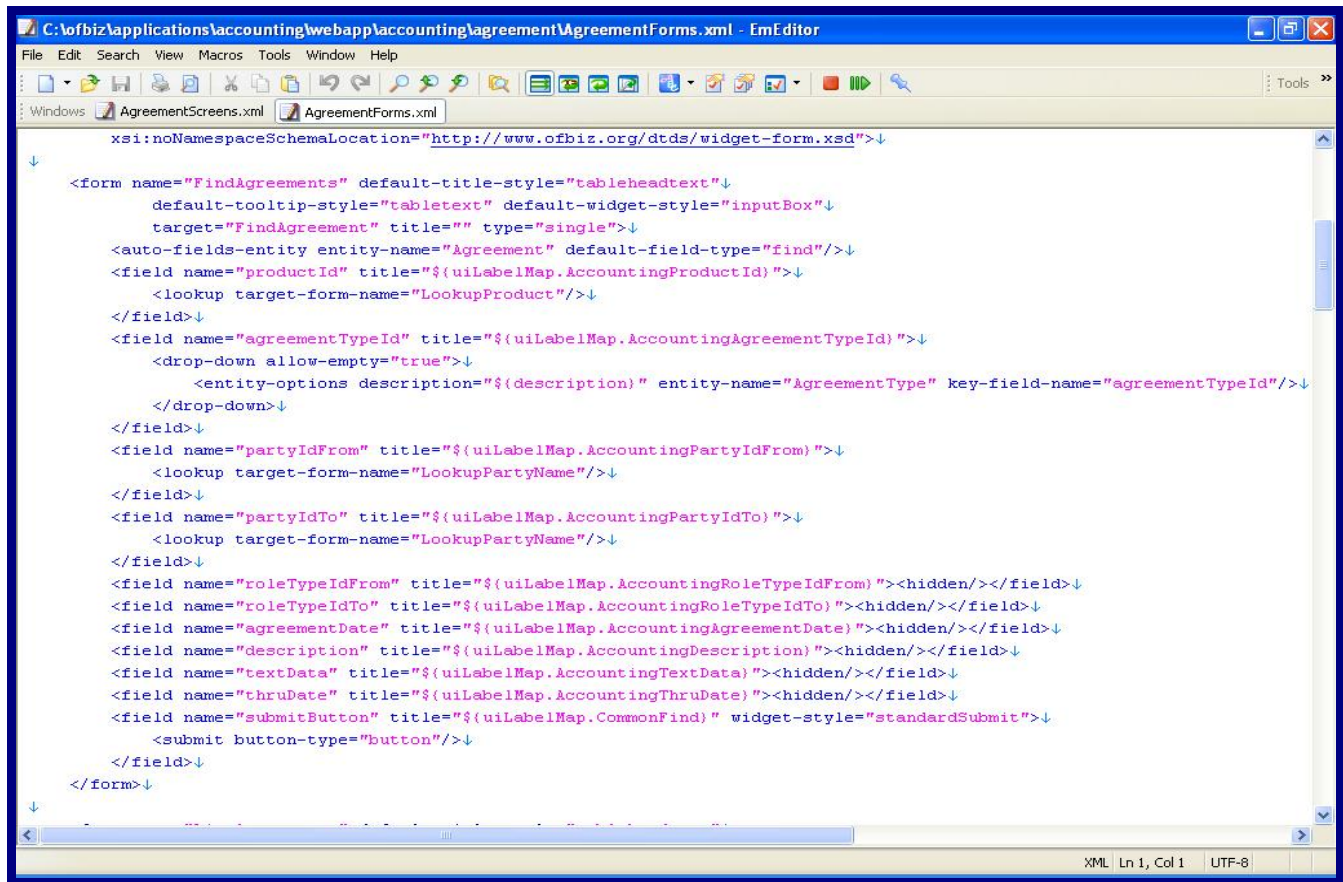 C:\ofbiz\applications\accounting\webapp\accounting\agreement\AgreementForms.xml - EmEditor
File Edit Search View Macros Tools Window Help
Tools »
Windows AgreementScreens.xml AgreementForms.xml
xsi:noNamespaceSchemaLocation="http://www.ofbiz.org/dtds/widget-form.xsd">↓
↓
<form name="FindAgreements" default-title-style="tableheadtext"↓
default-tooltip-style="tabletext" default-widget-style="inputBox"↓
target="FindAgreement" title="" type="single">↓
<auto-fields-entity entity-name="Agreement" default-field-type="find"/>↓
<field name="productId" title="${uiLabelMap.AccountingProductId}">↓
<lookup target-form-name="LookupProduct"/>↓
</field>↓
<field name="agreementTypeId" title="${uiLabelMap.AccountingAgreementTypeId}">↓
<drop-down allow-empty="true">↓
<entity-options description="${description}" entity-name="AgreementType" key-field-name="agreementTypeId"/>↓
</drop-down>↓
</field>↓
<field name="partyIdFrom" title="${uiLabelMap.AccountingPartyIdFrom}">↓
<lookup target-form-name="LookupPartyName"/>↓
</field>↓
<field name="partyIdTo" title="${uiLabelMap.AccountingPartyIdTo}">↓
<lookup target-form-name="LookupPartyName"/>↓
</field>↓
<field name="roleTypeIdFrom" title="${uiLabelMap.AccountingRoleTypeIdFrom}"><hidden/></field>↓
<field name="roleTypeIdTo" title="${uiLabelMap.AccountingRoleTypeIdTo}"><hidden/></field>↓
<field name="agreementDate" title="${uiLabelMap.AccountingAgreementDate}"><hidden/></field>↓
<field name="description" title="${uiLabelMap.AccountingDescription}"><hidden/></field>↓
<field name="textData" title="${uiLabelMap.AccountingTextData}"><hidden/></field>↓
<field name="thruDate" title="${uiLabelMap.AccountingThruDate}"><hidden/></field>↓
<field name="submitButton" title="${uiLabelMap.CommonFind}" widget-style="standardSubmit">↓
<submit button-type="button"/>↓
</field>↓
</form>↓
↓
XML Ln 1, Col 1 UTF-8